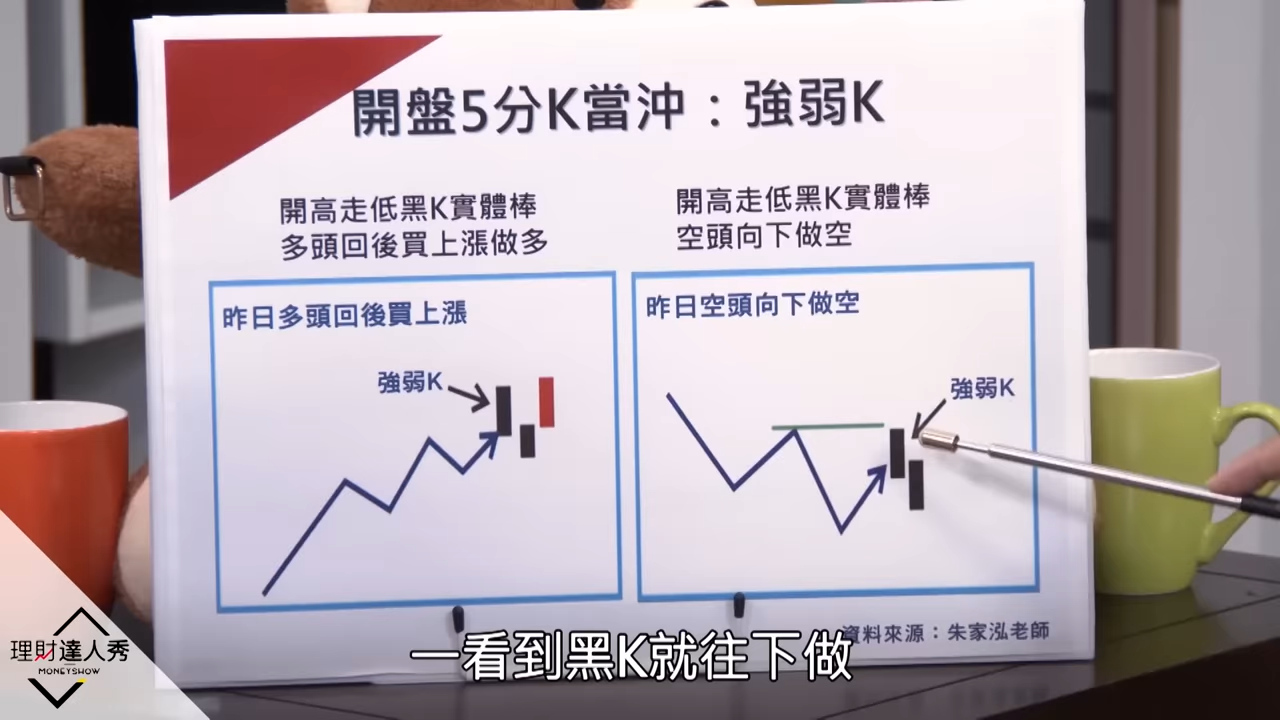 開盤5分K當沖：強弱K
開高走低黑K實體棒
多頭回後買上漲做多
開高走低黑K實體棒
空頭向下做空
昨日多頭回後買上漲
強弱K
昨日空頭向下做空
強弱K
資料來源：朱家泓老師
一看到黑K就往下做
理財達人秀
MONEYSHOW